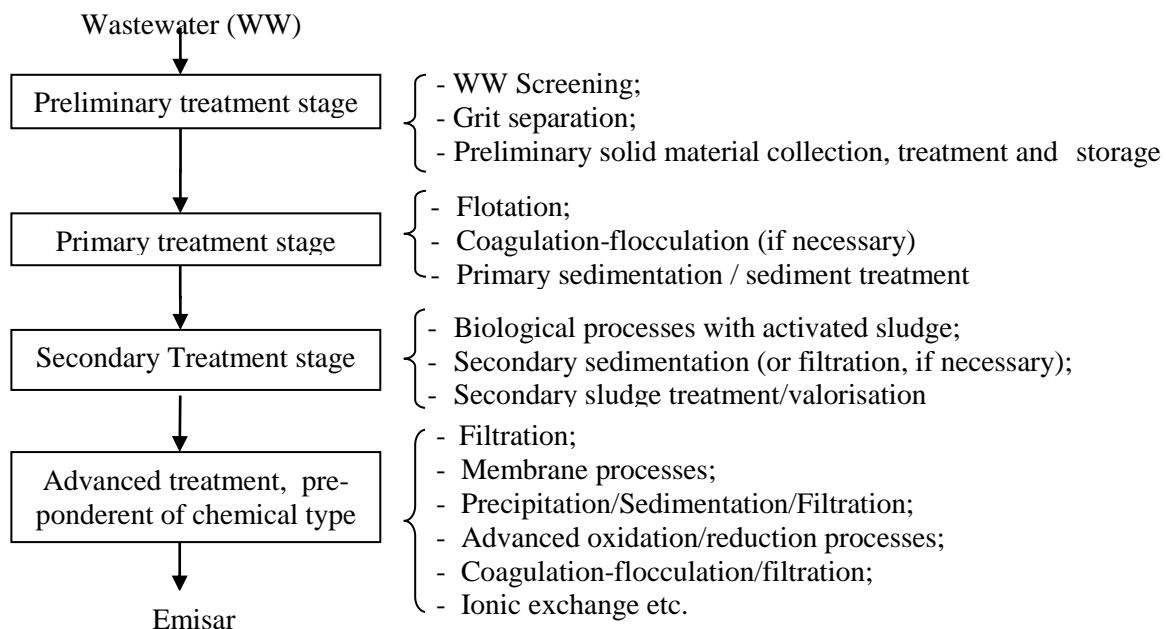 Wastewater (WW)
Preliminary treatment stage
- WW Screening;
- Grit separation;
- Preliminary solid material collection, treatment and storage
Primary treatment stage
- Flotation;
- Coagulation-flocculation (if necessary)
- Primary sedimentation / sediment treatment
Secondary Treatment stage
- Biological processes with activated sludge;
- Secondary sedimentation (or filtration, if necessary);
- Secondary sludge treatment/valorisation
Advanced treatment, pre-
ponderent of chemical type
- Filtration;
- Membrane processes;
- Precipitation/Sedimentation/Filtration;
- Advanced oxidation/reduction processes;
- Coagulation-flocculation/filtration;
- Ionic exchange etc.
Emisar